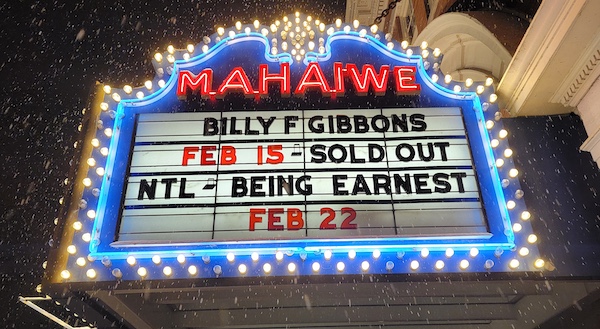 MAHAIWE
BILLY F GIBBONS
FEB 15 - SOLD OUT
NTL - BEING EARNEST
FEB 22